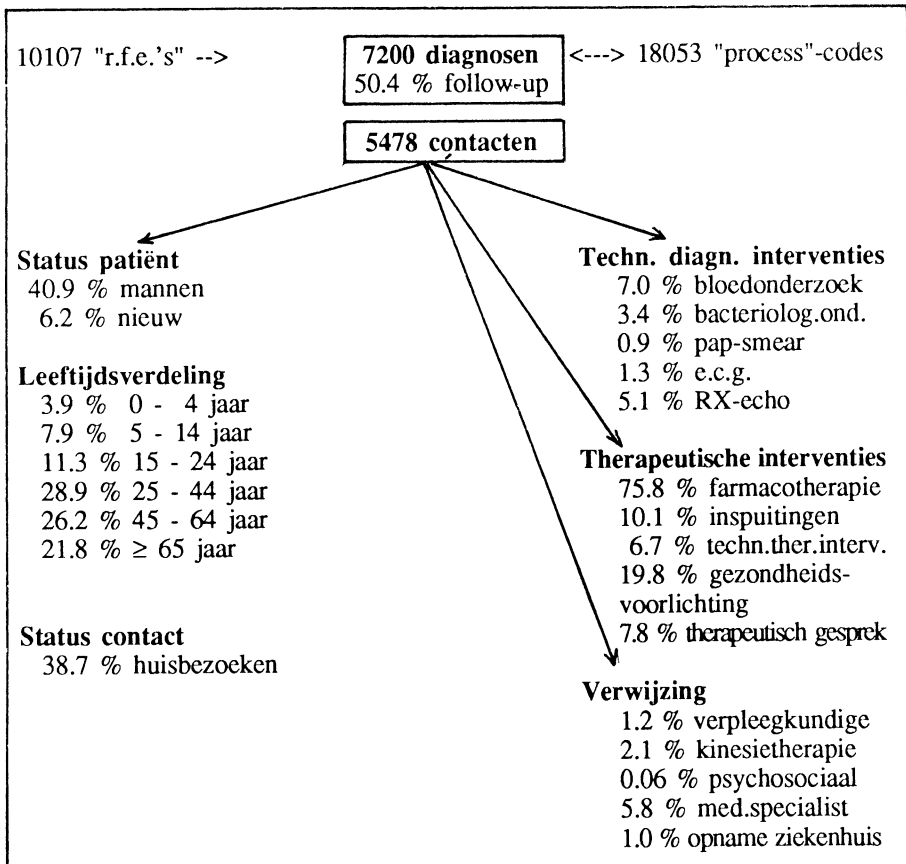 10107 "r.f.e.'s" -->
7200 diagnosen
50.4 % follow-up
<---> 18053 "process"-codes
5478 contacten
Status patiënt
40.9 % mannen
6.2 % nieuw
Leeftijdsverdeling
3.9 % 0 - 4 jaar
7.9 % 5 - 14 jaar
11.3 % 15 - 24 jaar
28.9 % 25 - 44 jaar
26.2 % 45 - 64 jaar
21.8 % ≥ 65 jaar
Status contact
38.7 % huisbezoeken
Techn. diagn. interventies
7.0 % bloedonderzoek
3.4 % bacteriolog.ond.
0.9 % pap-smear
1.3 % e.c.g.
5.1 % RX-echo
Therapeutische interventies
75.8 % farmacotherapie
10.1 % inspuitingen
6.7 % techn.ther.interv.
19.8 % gezondheids-
voorlichting
7.8 % therapeutisch gesprek
Verwijzing
1.2 % verpleegkundige
2.1 % kinesietherapie
0.06 % psychosociaal
5.8 % med.specialist
1.0 % opname ziekenhuis